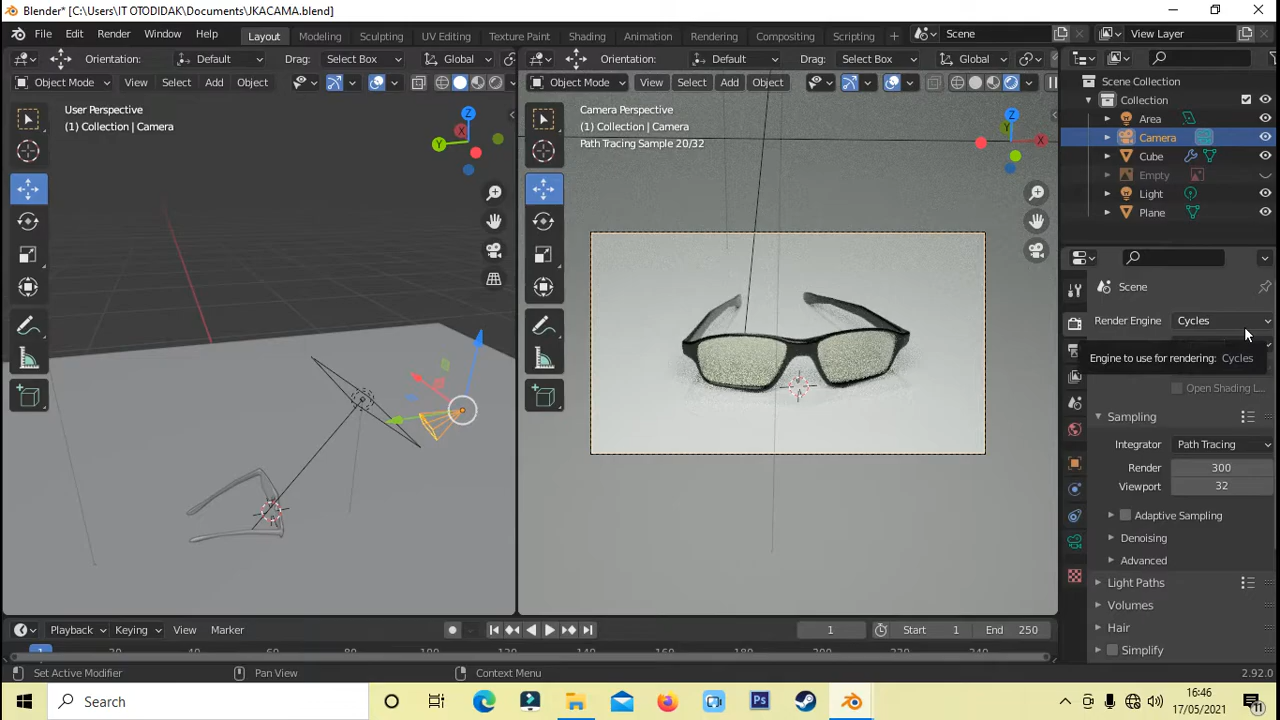 Blender* [C:\Users\IT OTODIDAK\Documents\JKACAMA.blend]
File Edit Render Window Help Layout Modeling Sculpting UV Editing Texture Paint Shading Animation Rendering Compositing Scripting Scene View Layer
Orientation: Default Drag: Select Box Global
Orientation: Default Drag: Select Box Global
Object Mode View Select Add Object
Object Mode View Select Add Object
User Perspective
(1) Collection | Camera
Camera Perspective
(1) Collection | Camera
Path Tracing Sample 20/32
Z
X
Y
Z
Y
X
Scene Collection
Collection
Area
Camera
Cube
Empty
Light
Plane
Scene
Render Engine Cycles
Engine to use for rendering: Cycles
Open Shading L...
Sampling
Integrator Path Tracing
Render 300
Viewport 32
Adaptive Sampling
Denoising
Advanced
Light Paths
Volumes
Hair
Simplify
Playback Keying View Marker 1 Start 1 End 250
1
Set Active Modifier Pan View Context Menu 2.92.0
Search
16:46
17/05/2021